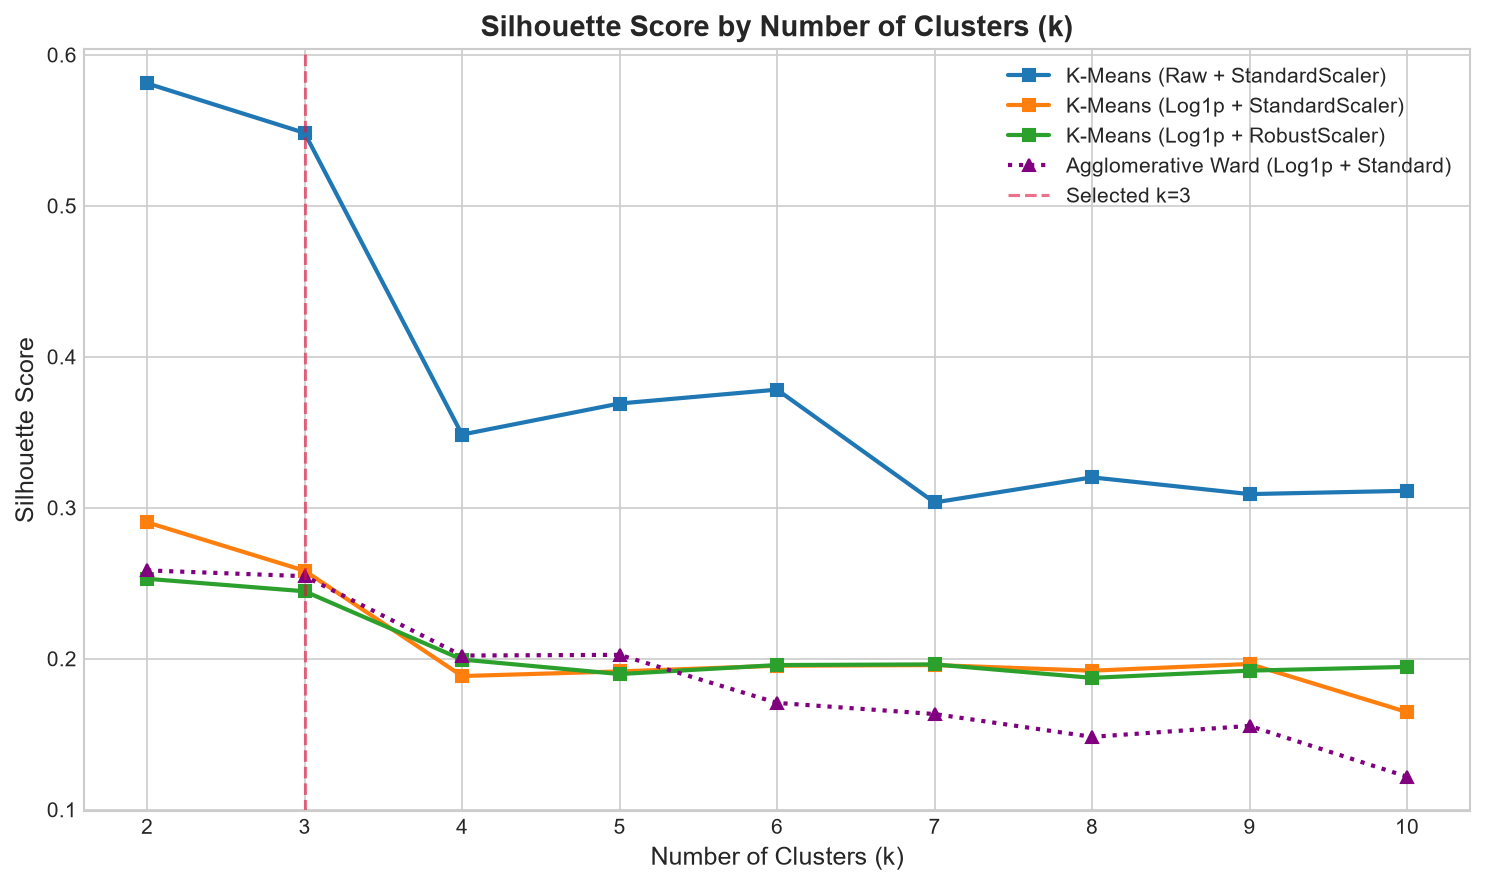 Silhouette Score by Number of Clusters (k)
K-Means (Raw + StandardScaler)
K-Means (Log1p + StandardScaler)
K-Means (Log1p + RobustScaler)
Agglomerative Ward (Log1p + Standard)
Selected k=3
Silhouette Score
0.6
0.5
0.4
0.3
0.2
0.1
2 3 4 5 6 7 8 9 10
Number of Clusters (k)